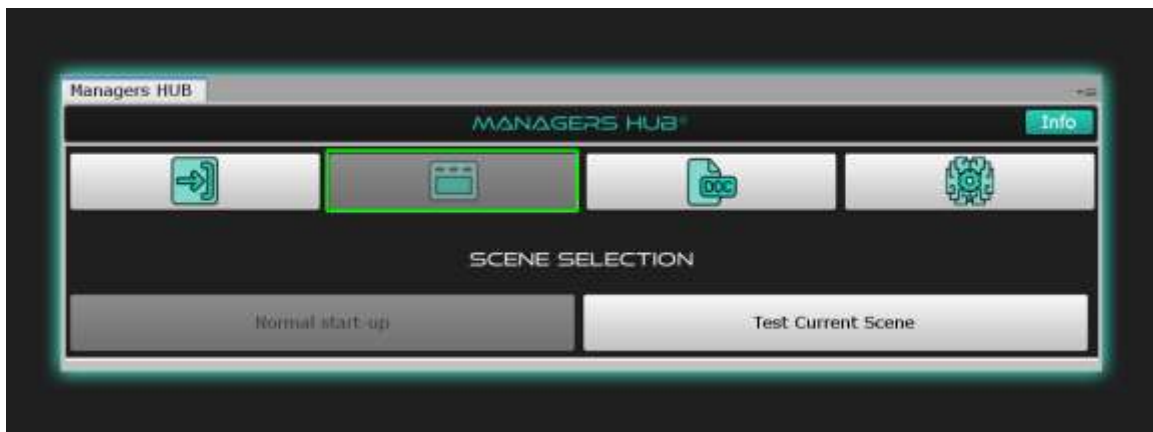 Managers HUB
MANAGERS HUB
Info
DOC
SCENE SELECTION
Normal start-up
Test Current Scene